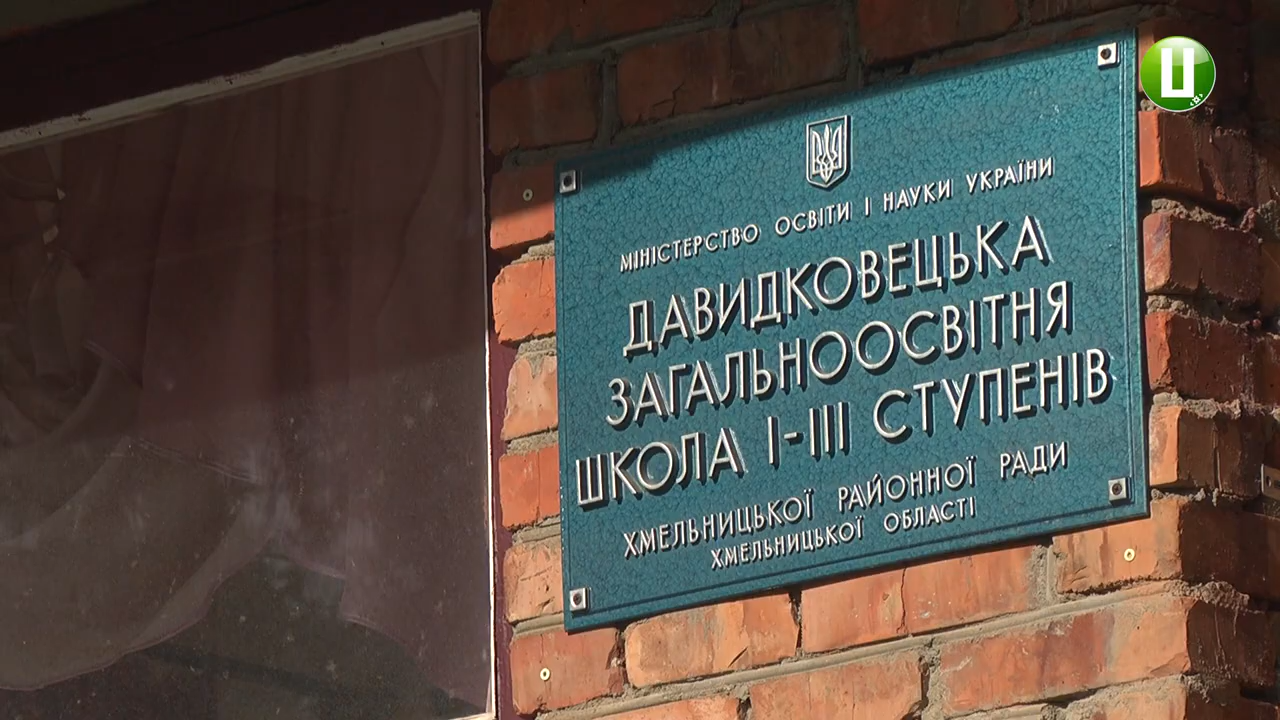 Ц
МІНІСТЕРСТВО ОСВІТИ І НАУКИ УКРАЇНИ
ДАВИДКОВЕЦЬКА
ЗАГАЛЬНООСВІТНЯ
ШКОЛА І-ІІІ СТУПЕНІВ
ХМЕЛЬНИЦЬКОЇ РАЙОННОЇ РАДИ
ХМЕЛЬНИЦЬКОЇ ОБЛАСТІ